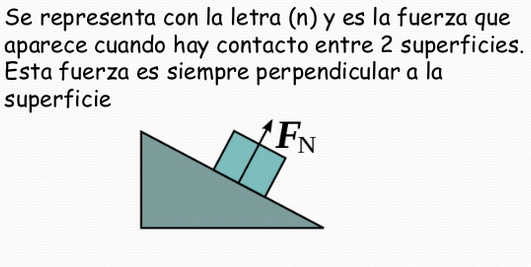 Se representa con la letra (n) y es la fuerza que
aparece cuando hay contacto entre 2 superficies.
Esta fuerza es siempre perpendicular a la
superficie
FN